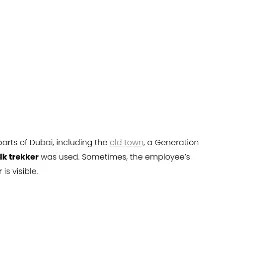 parts of Dubai, including the old town, a Generation
lk trekker was used. Sometimes, the employee's
r is visible.